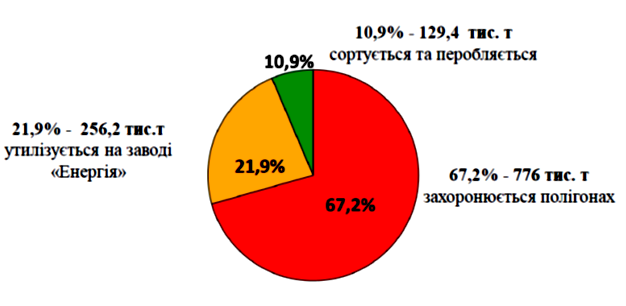 10,9% - 129,4 тис. т
сортується та перобляється
10,9%
21,9% - 256,2 тис.т
утилізується на заводі
«Енергія»
21,9%
67,2% - 776 тис. т
захоронюється полігонах
67,2%